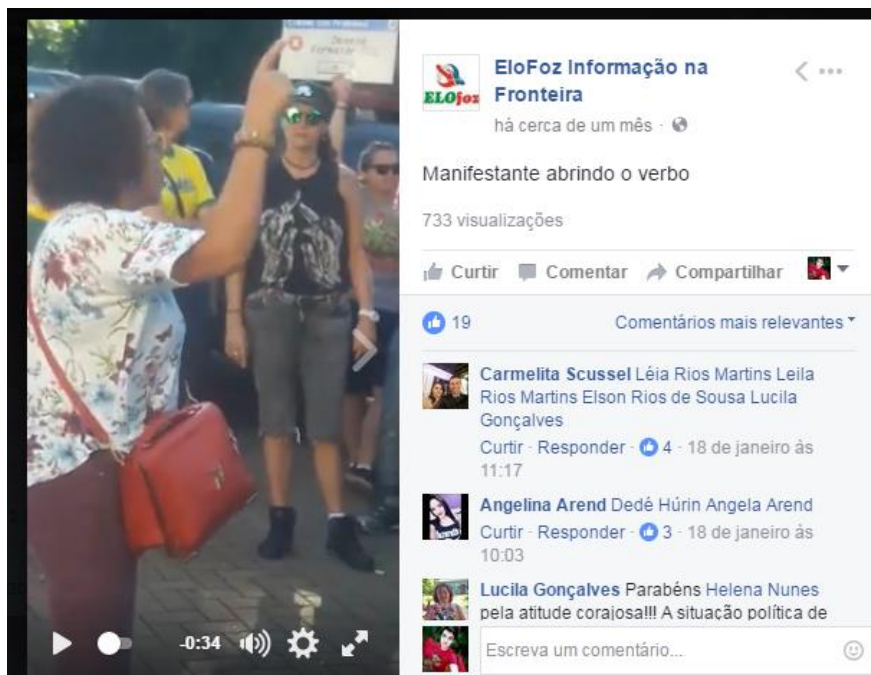 EloFoz Informação na
Fronteira
ELOfoz
há cerca de um mês ·
Manifestante abrindo o verbo
733 visualizações
Curtir Comentar Compartilhar
19 Comentários mais relevantes
Carmelita Scussel Léia Rios Martins Leila
Rios Martins Elson Rios de Sousa Lucila
Gonçalves
Curtir · Responder · 4 · 18 de janeiro às
11:17
Angelina Arend Dedé Húrin Angela Arend
Curtir · Responder · 3 · 18 de janeiro às
10:03
Lucila Gonçalves Parabéns Helena Nunes
pela atitude corajosa!!! A situação política de
Escreva um comentário...
-0:34